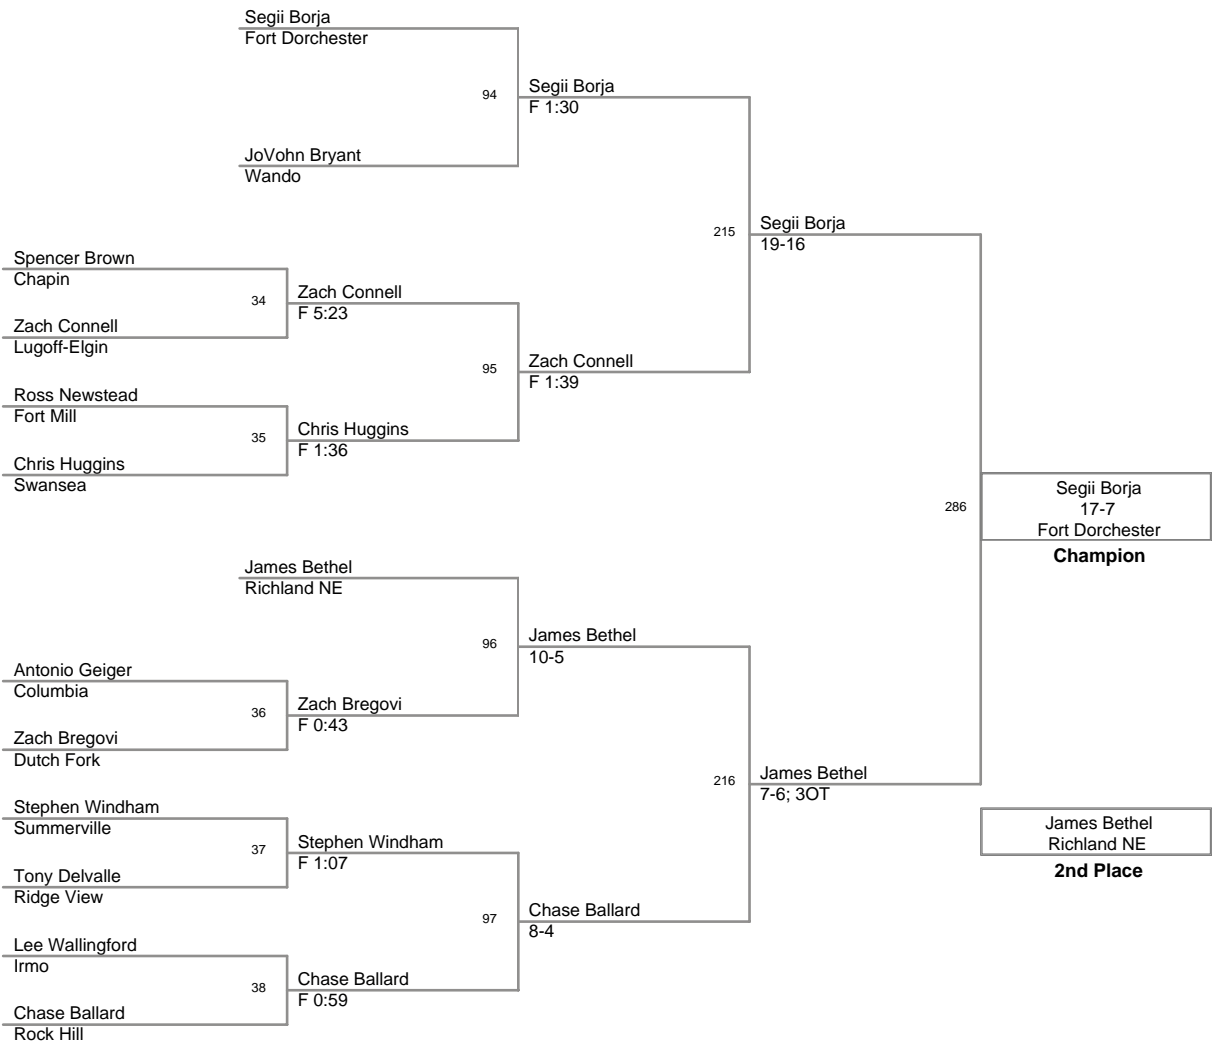 Segii Borja
Fort Dorchester
94
Segii Borja
F 1:30
JoVohn Bryant
Wando
215
Segii Borja
19-16
Spencer Brown
Chapin
34
Zach Connell
F 5:23
Zach Connell
Lugoff-Elgin
95
Zach Connell
F 1:39
Ross Newstead
Fort Mill
35
Chris Huggins
F 1:36
Chris Huggins
Swansea
286
Segii Borja
17-7
Fort Dorchester
Champion
James Bethel
Richland NE
96
James Bethel
10-5
Antonio Geiger
Columbia
36
Zach Bregovi
F 0:43
Zach Bregovi
Dutch Fork
216
James Bethel
7-6; 3OT
Stephen Windham
Summerville
37
Stephen Windham
F 1:07
Tony Delvalle
Ridge View
97
Chase Ballard
8-4
Lee Wallingford
Irmo
38
Chase Ballard
F 0:59
Chase Ballard
Rock Hill
James Bethel
Richland NE
2nd Place